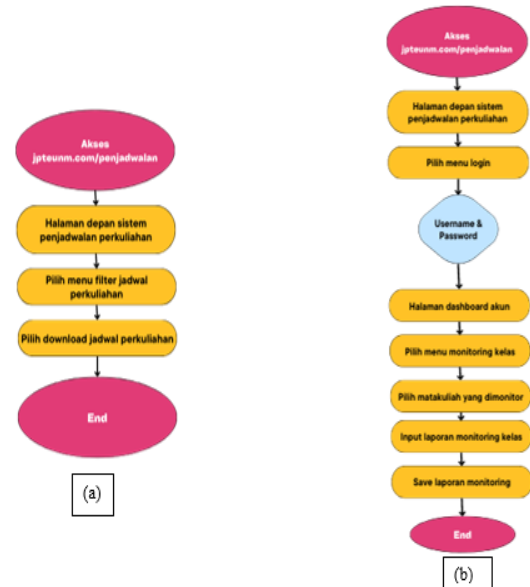 Akses
jpteunm.com/penjadwalan
Halaman depan sistem
penjadwalan perkuliahan
Pilih menu filter jadwal
perkuliahan
Pilih download jadwal perkuliahan
End
(a)
Akses
jpteunm.com/penjadwalan
Halaman depan sistem
penjadwalan perkuliahan
Pilih menu login
Username &
Password
Halaman dashboard akun
Pilih menu monitoring kelas
Pilih matakuliah yang dimonitor
Input laporan monitoring kelas
Save laporan monitoring
End
(b)